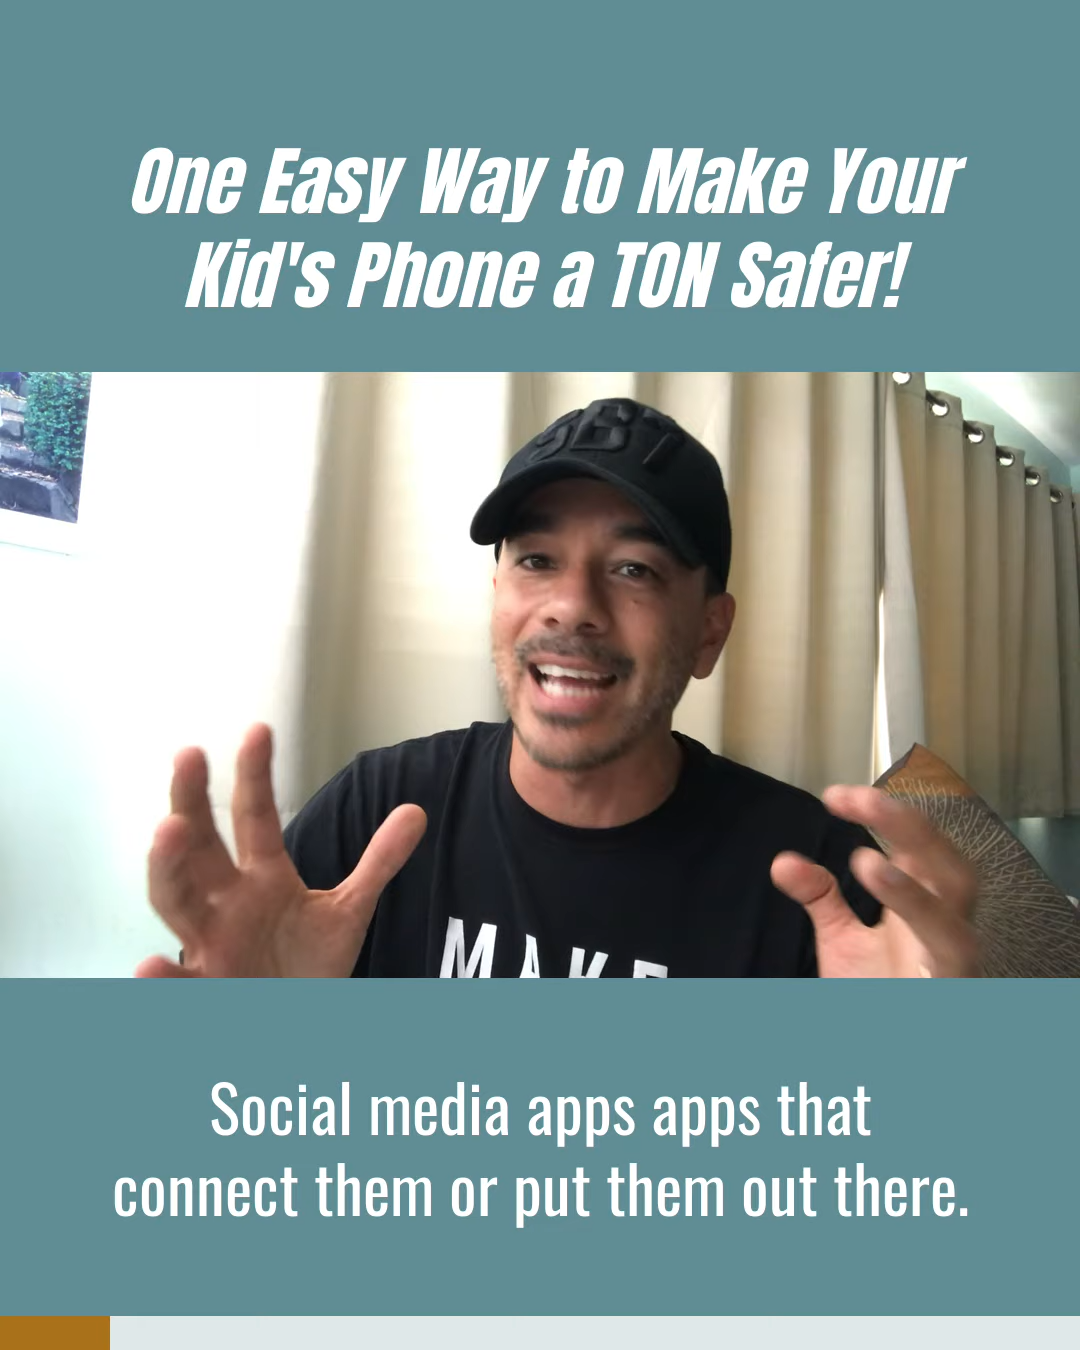 One Easy Way to Make Your
Kid's Phone a TON Safer!
MAKE
Social media apps apps that
connect them or put them out there.